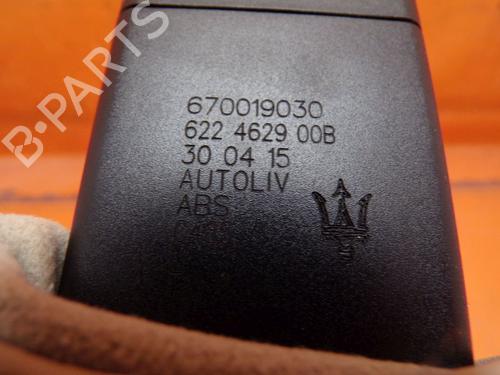 B-PARTS
670019030
622 4629 00B
30 04 15
AUTOLIV
ABS